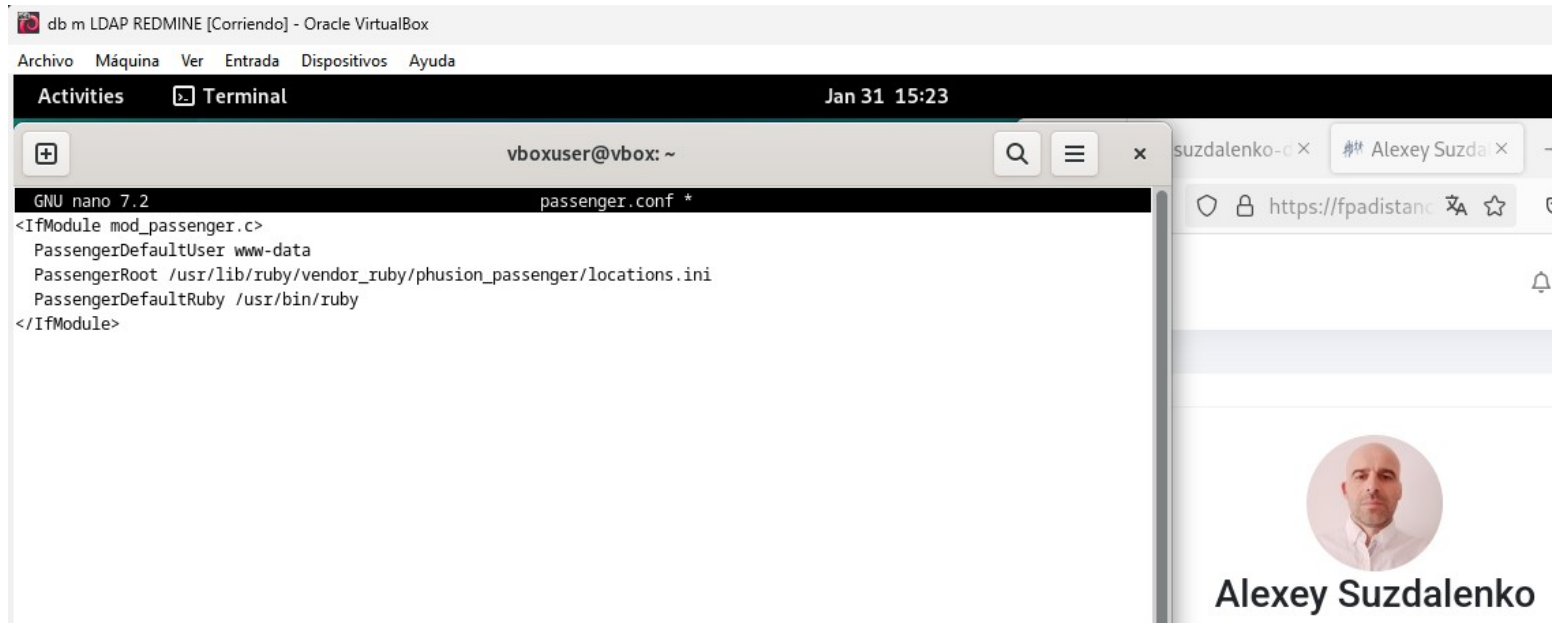 db m LDAP REDMINE [Corriendo] - Oracle VirtualBox
Archivo Máquina Ver Entrada Dispositivos Ayuda
Activities Terminal Jan 31 15:23
vboxuser@vbox: ~
suzdalenko-d Alexey Suzdal
GNU nano 7.2 passenger.conf *
https://fpadistanc
<IfModule mod_passenger.c>
PassengerDefaultUser www-data
PassengerRoot /usr/lib/ruby/vendor_ruby/phusion_passenger/locations.ini
PassengerDefaultRuby /usr/bin/ruby
</IfModule>
Alexey Suzdalenko